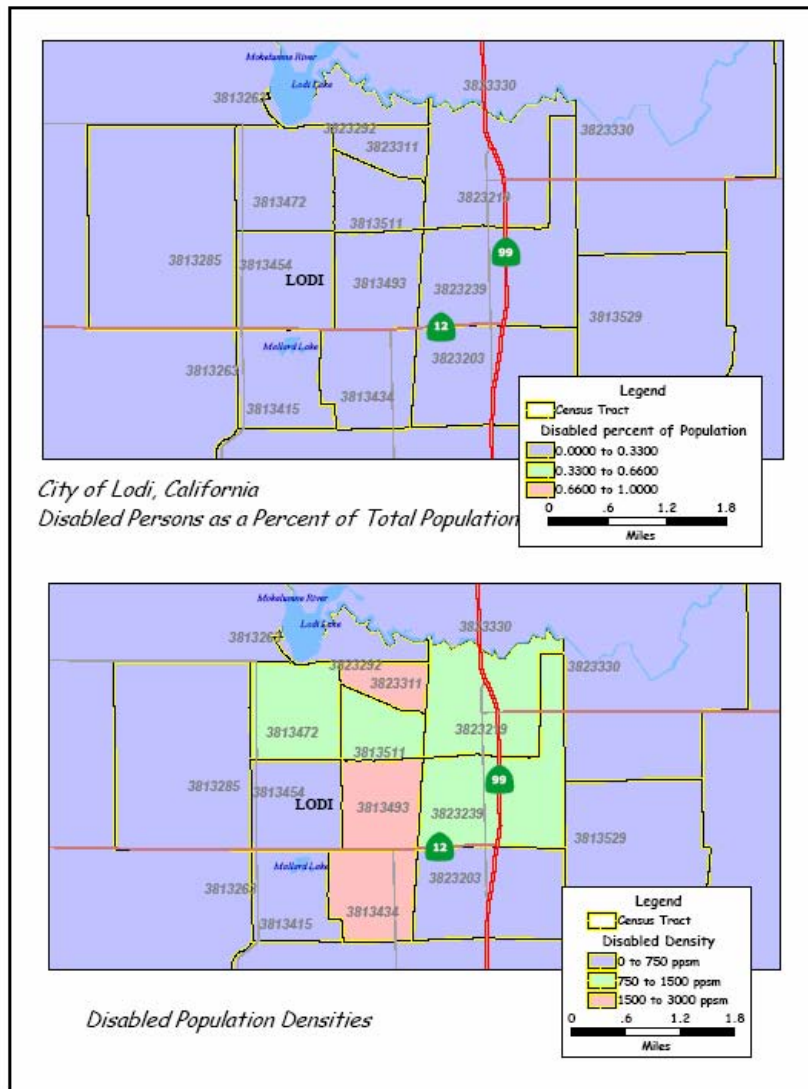 Mokelumne River
Lodi Lake
3813263
3823330
3823292
3823330
3823311
3813472
3823219
3813511
3813285
3813454
LODI
3813493
3823239
99
12
3813529
Mallard Lake
3823203
3813263
3813434
3813415
Legend
Census Tract
Disabled percent of Population
0.0000 to 0.3300
0.3300 to 0.6600
0.6600 to 1.0000
0 .6 1.2 1.8
Miles
City of Lodi, California
Disabled Persons as a Percent of Total Population
Mokelumne River
Lodi Lake
3823330
3823292
3823330
3823311
3813472
3823219
3813511
3813285
3813454
LODI
3813493
3823239
99
12
3813529
Mallard Lake
3823203
3813263
3813434
3813415
Legend
Census Tract
Disabled Density
0 to 750 ppsm
750 to 1500 ppsm
1500 to 3000 ppsm
0 .6 1.2 1.8
Miles
Disabled Population Densities